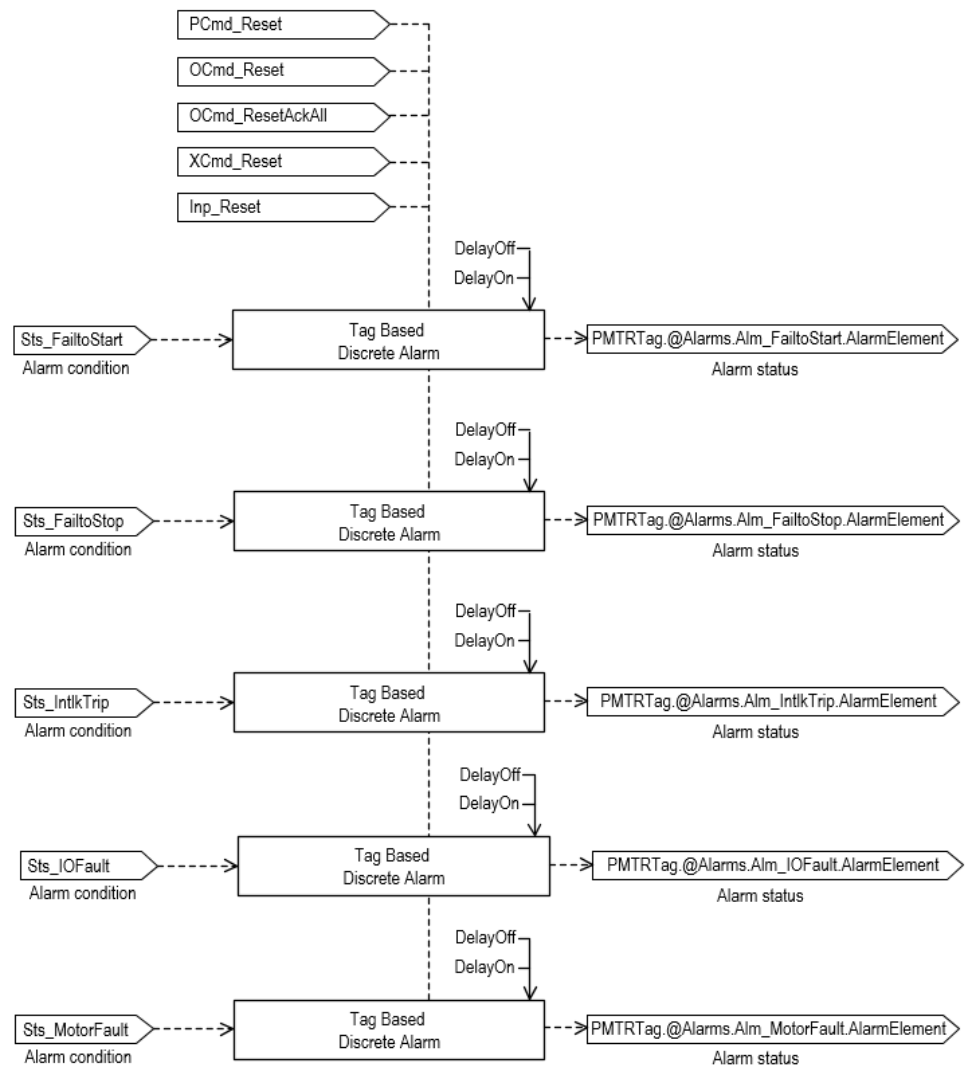 PCmd_Reset
OCmd_Reset
OCmd_ResetAckAll
XCmd_Reset
Inp_Reset
DelayOff
DelayOn
Sts_FailtoStart
Alarm condition
Tag Based
Discrete Alarm
PMTRTag.@Alarms.Alm_FailtoStart.AlarmElement
Alarm status
DelayOff
DelayOn
Sts_FailtoStop
Alarm condition
Tag Based
Discrete Alarm
PMTRTag.@Alarms.Alm_FailtoStop.AlarmElement
Alarm status
DelayOff
DelayOn
Sts_IntlkTrip
Alarm condition
Tag Based
Discrete Alarm
PMTRTag.@Alarms.Alm_IntlkTrip.AlarmElement
Alarm status
DelayOff
DelayOn
Sts_IOFault
Alarm condition
Tag Based
Discrete Alarm
PMTRTag.@Alarms.Alm_IOFault.AlarmElement
Alarm status
DelayOff
DelayOn
Sts_MotorFault
Alarm condition
Tag Based
Discrete Alarm
PMTRTag.@Alarms.Alm_MotorFault.AlarmElement
Alarm status